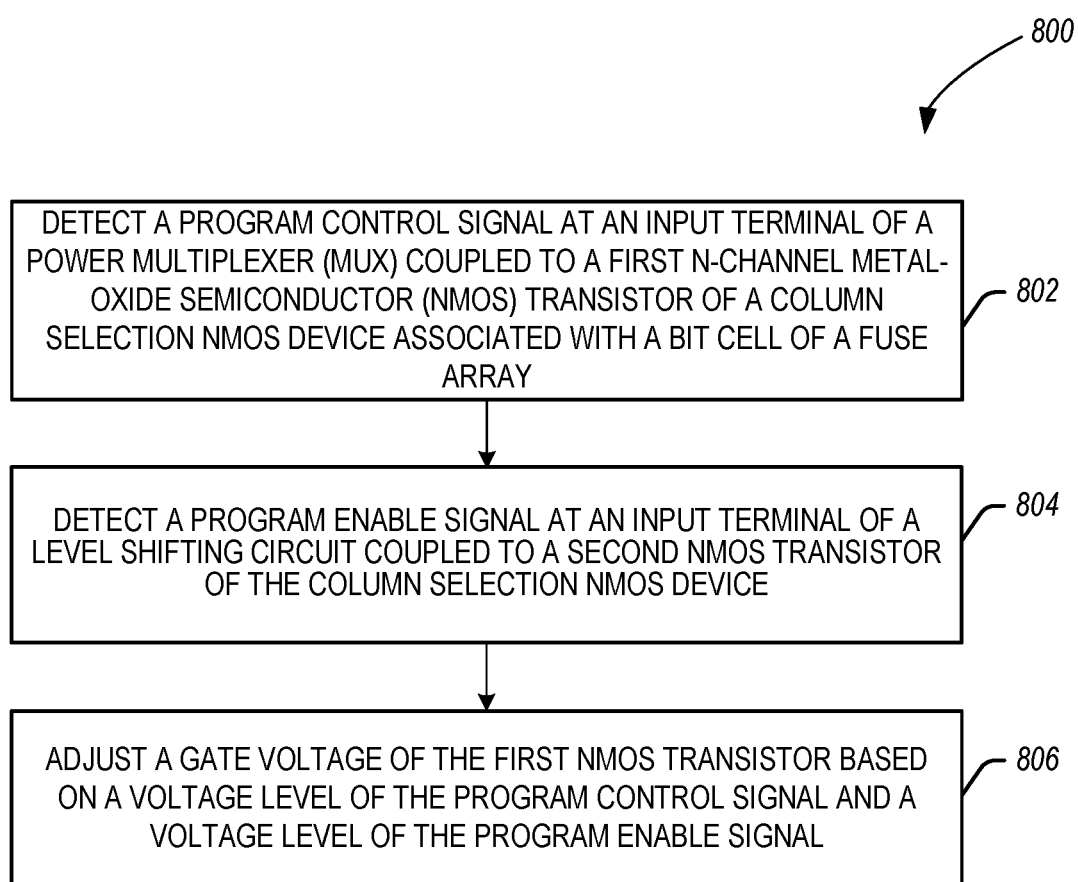 800
DETECT A PROGRAM CONTROL SIGNAL AT AN INPUT TERMINAL OF A
POWER MULTIPLEXER (MUX) COUPLED TO A FIRST N-CHANNEL METAL-
OXIDE SEMICONDUCTOR (NMOS) TRANSISTOR OF A COLUMN
SELECTION NMOS DEVICE ASSOCIATED WITH A BIT CELL OF A FUSE
ARRAY
802
DETECT A PROGRAM ENABLE SIGNAL AT AN INPUT TERMINAL OF A
LEVEL SHIFTING CIRCUIT COUPLED TO A SECOND NMOS TRANSISTOR
OF THE COLUMN SELECTION NMOS DEVICE
804
ADJUST A GATE VOLTAGE OF THE FIRST NMOS TRANSISTOR BASED
ON A VOLTAGE LEVEL OF THE PROGRAM CONTROL SIGNAL AND A
VOLTAGE LEVEL OF THE PROGRAM ENABLE SIGNAL
806